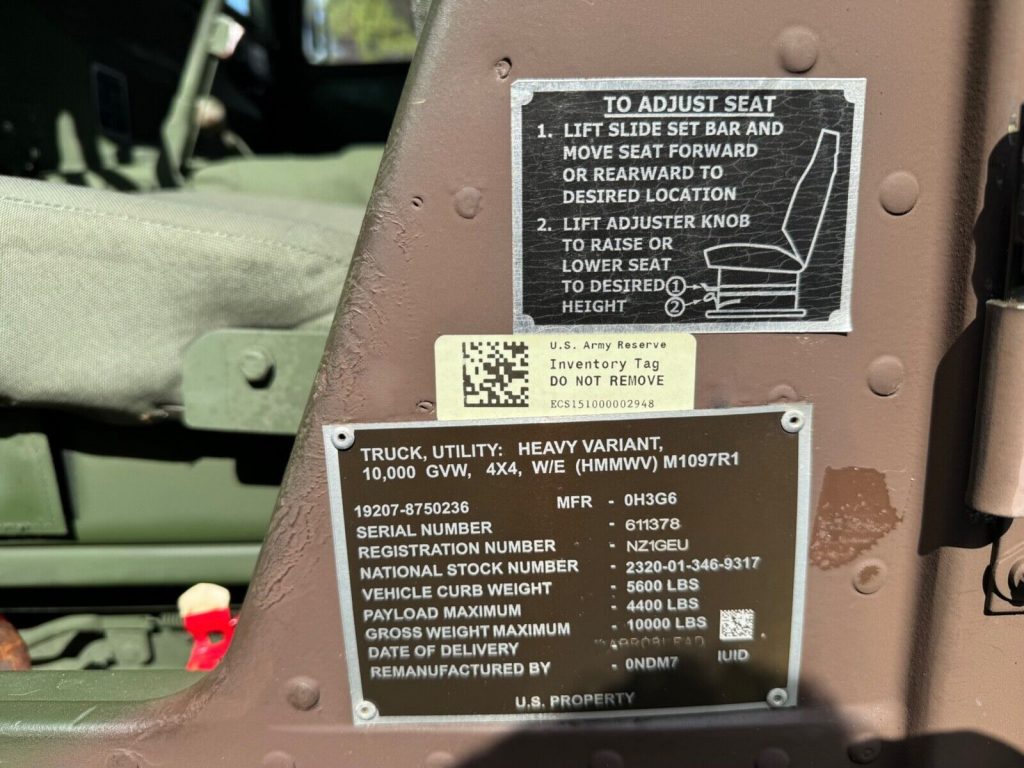 TO ADJUST SEAT
1. LIFT SLIDE SET BAR AND
MOVE SEAT FORWARD
OR REARWARD TO
DESIRED LOCATION
2. LIFT ADJUSTER KNOB
TO RAISE OR
LOWER SEAT
TO DESIRED 1
HEIGHT 2
U.S. Army Reserve
Inventory Tag
DO NOT REMOVE
ECS151000002948
TRUCK, UTILITY: HEAVY VARIANT,
10,000 GVW, 4X4, W/E (HMMWV) M1097R1
19207-8750236 MFR - 0H3G6
SERIAL NUMBER - 611378
REGISTRATION NUMBER - NZ1GEU
NATIONAL STOCK NUMBER - 2320-01-346-9317
VEHICLE CURB WEIGHT - 5600 LBS
PAYLOAD MAXIMUM - 4400 LBS
GROSS WEIGHT MAXIMUM - 10000 LBS
DATE OF DELIVERY
REMANUFACTURED BY - 0NDM7 IUID
U.S. PROPERTY